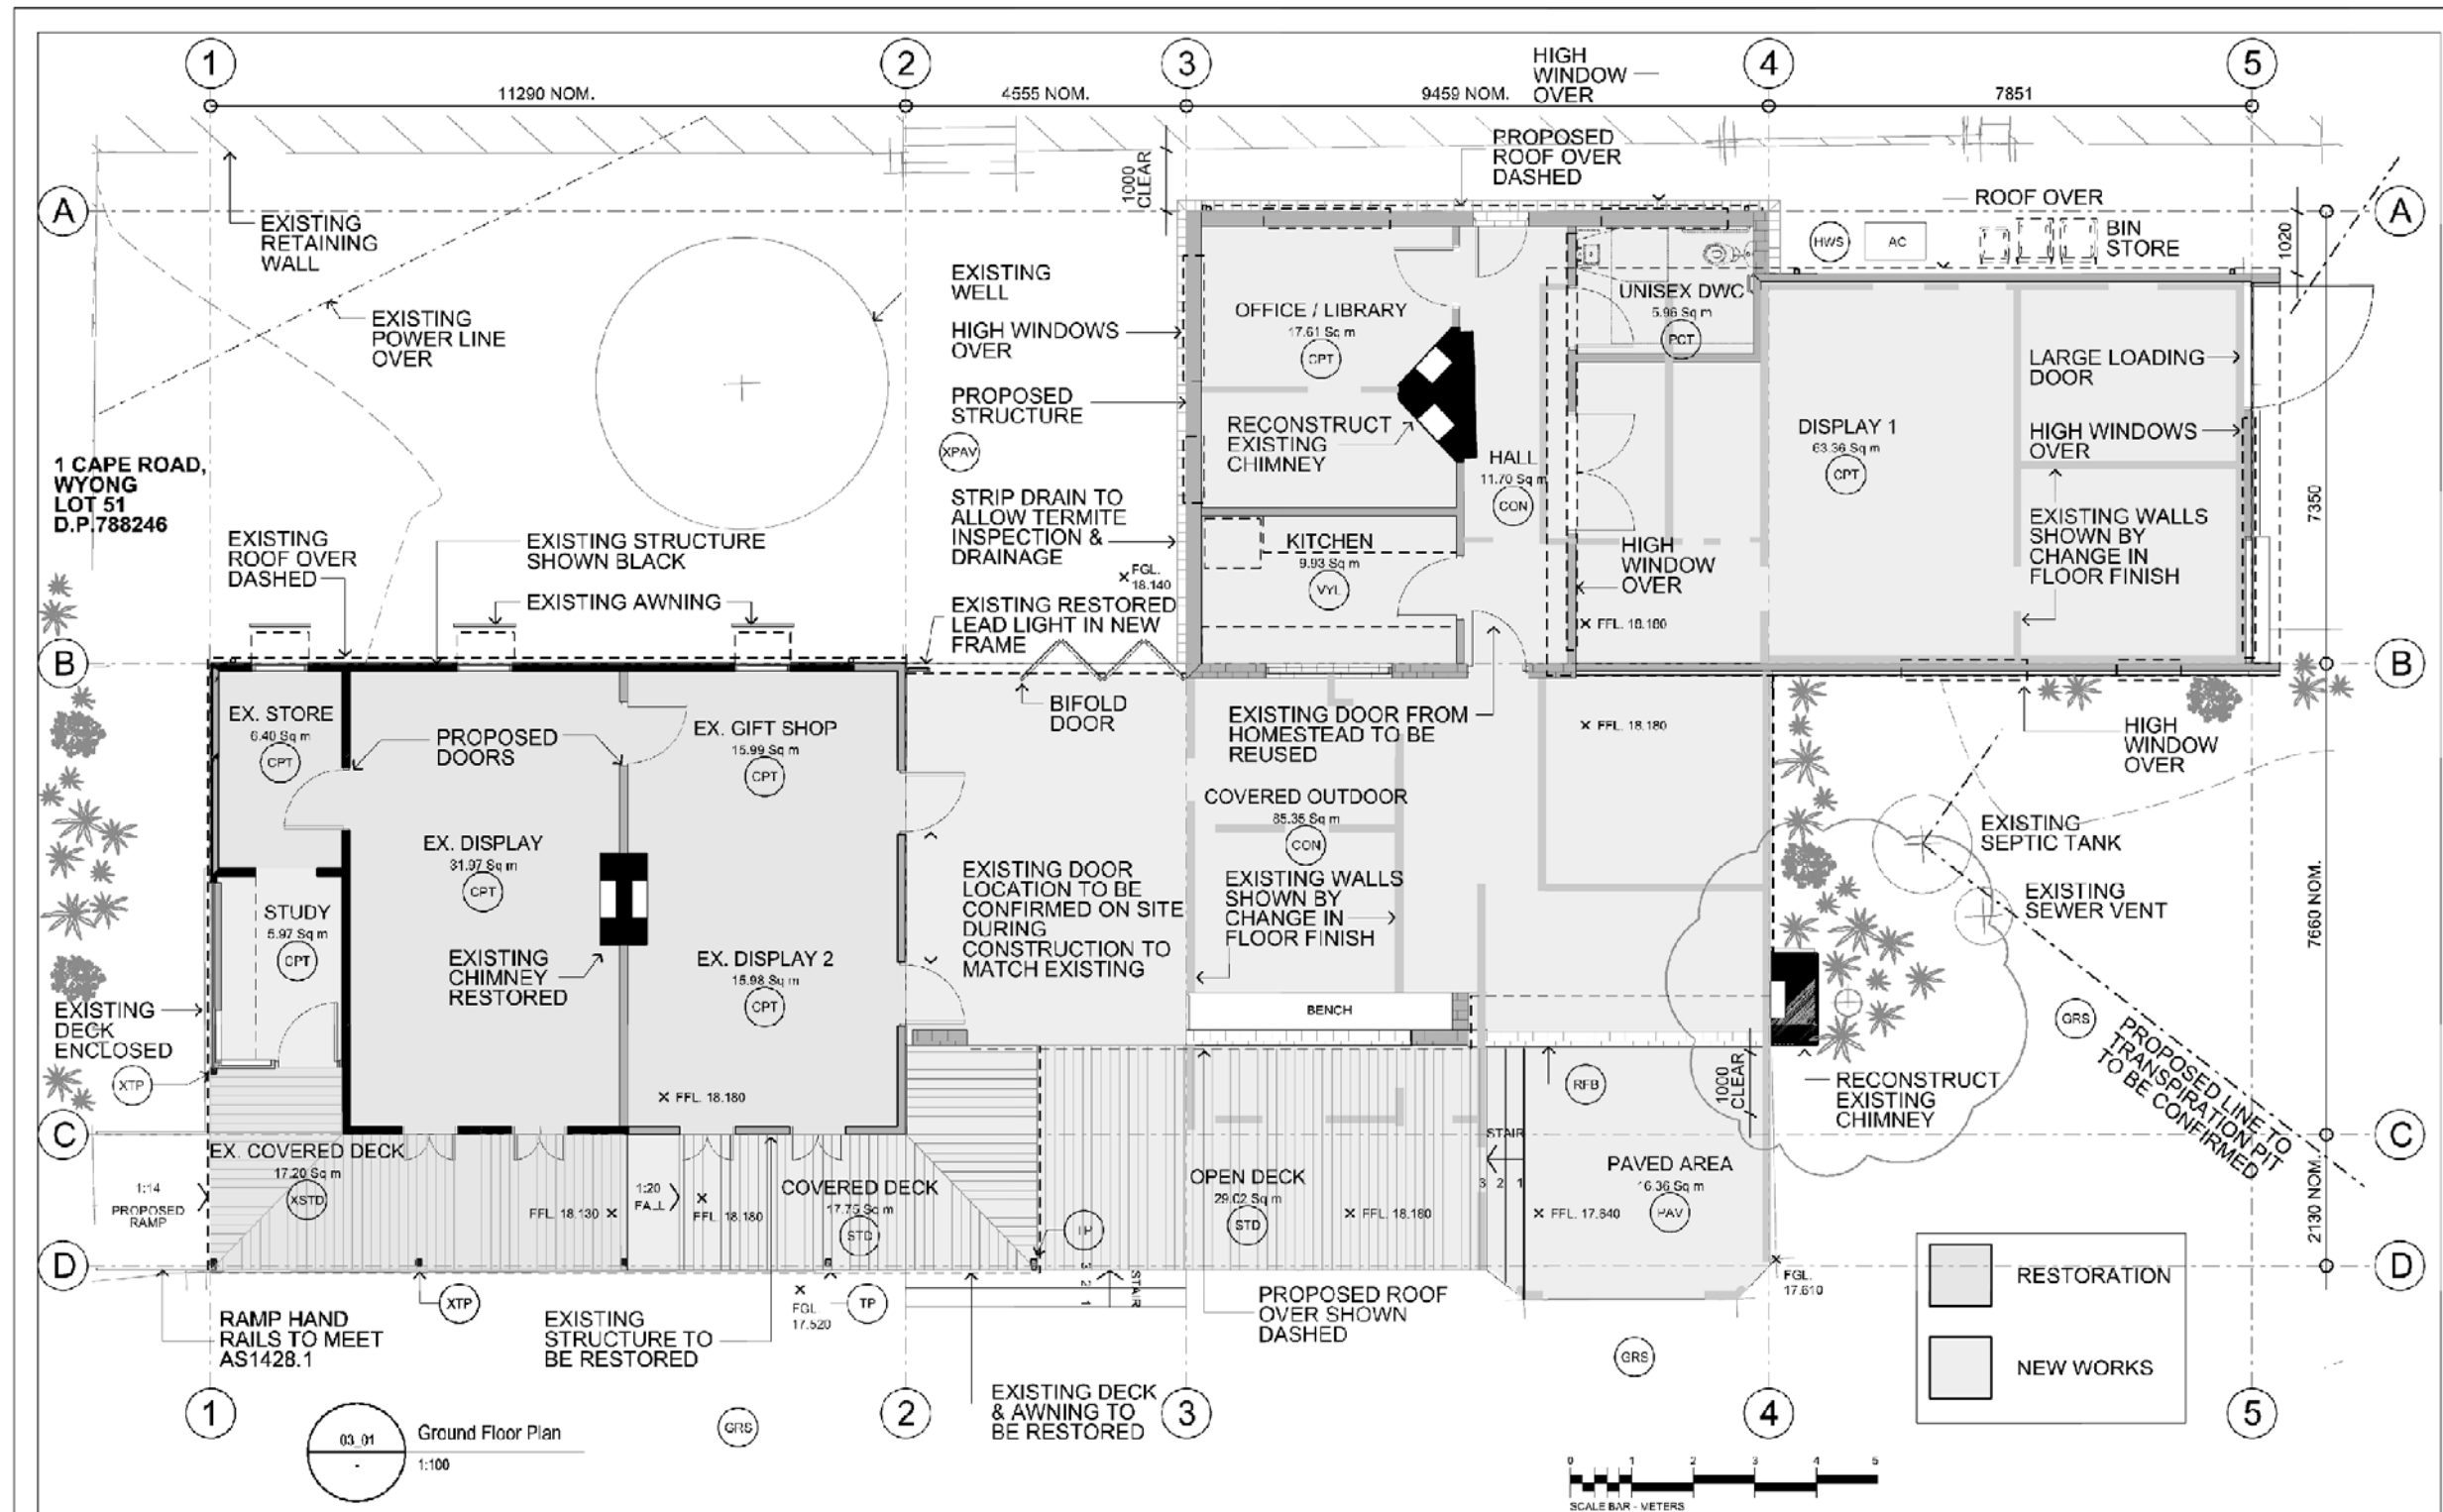 1
2
3
4
5
11290 NOM.
4555 NOM.
9459 NOM.
7851
HIGH
WINDOW
OVER
PROPOSED
ROOF OVER
DASHED
1000
CLEAR
A
A
ROOF OVER
HWS
AC
BIN
STORE
1020
EXISTING
RETAINING
WALL
EXISTING
POWER LINE
OVER
EXISTING
WELL
HIGH WINDOWS
OVER
PROPOSED
STRUCTURE
XPAV
STRIP DRAIN TO
ALLOW TERMITE
INSPECTION &
DRAINAGE
FGL.
18.140
EXISTING RESTORED
LEAD LIGHT IN NEW
FRAME
OFFICE / LIBRARY
17.61 Sq m
CPT
RECONSTRUCT
EXISTING
CHIMNEY
UNISEX DWC
5.96 Sq m
PCT
HALL
11.70 Sq m
CON
KITCHEN
9.93 Sq m
VYL
HIGH
WINDOW
OVER
FFL. 18.180
DISPLAY 1
63.36 Sq m
CPT
LARGE LOADING
DOOR
HIGH WINDOWS
OVER
EXISTING WALLS
SHOWN BY
CHANGE IN
FLOOR FINISH
7350
1 CAPE ROAD,
WYONG
LOT 51
D.P.788246
EXISTING
ROOF OVER
DASHED
EXISTING STRUCTURE
SHOWN BLACK
EXISTING AWNING
B
B
EX. STORE
6.40 Sq m
CPT
PROPOSED
DOORS
EX. GIFT SHOP
15.99 Sq m
CPT
BIFOLD
DOOR
EXISTING DOOR FROM
HOMESTEAD TO BE
REUSED
FFL. 18.180
HIGH
WINDOW
OVER
COVERED OUTDOOR
85.35 Sq m
CON
EX. DISPLAY
31.97 Sq m
CPT
EXISTING DOOR
LOCATION TO BE
CONFIRMED ON SITE
DURING
CONSTRUCTION TO
MATCH EXISTING
EXISTING WALLS
SHOWN BY
CHANGE IN
FLOOR FINISH
EXISTING
SEPTIC TANK
EXISTING
SEWER VENT
7660 NOM.
STUDY
5.97 Sq m
CPT
EXISTING
CHIMNEY
RESTORED
EX. DISPLAY 2
15.98 Sq m
CPT
EXISTING
DECK
ENCLOSED
XTP
BENCH
GRS
PROPOSED LINE TO
TRANSPIRATION PIT
TO BE CONFIRMED
FFL. 18.180
RFB
1000
CLEAR
RECONSTRUCT
EXISTING
CHIMNEY
C
C
EX. COVERED DECK
17.20 Sq m
XSTD
1:14
PROPOSED
RAMP
FFL. 18.130
1:20
FALL
FFL. 18.180
COVERED DECK
17.75 Sq m
STD
TP
OPEN DECK
29.02 Sq m
STD
FFL. 18.180
STAIR
3 2 1
PAVED AREA
16.36 Sq m
PAV
FFL. 17.640
2130 NOM.
D
D
3 2 1
STAIR
FGL.
17.610
RESTORATION
NEW WORKS
RAMP HAND
RAILS TO MEET
AS1428.1
XTP
EXISTING
STRUCTURE TO
BE RESTORED
FGL.
17.520
TP
PROPOSED ROOF
OVER SHOWN
DASHED
GRS
EXISTING DECK
& AWNING TO
BE RESTORED
GRS
1
2
3
4
5
03_01
-
Ground Floor Plan
1:100
0 1 2 3 4 5
SCALE BAR - METERS